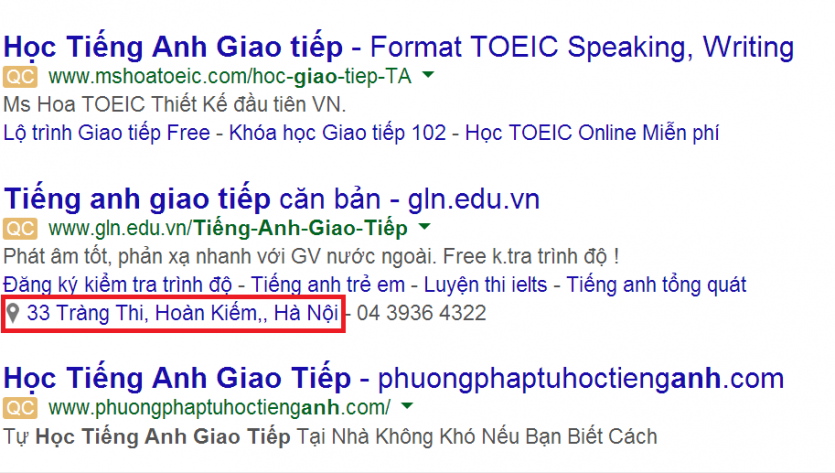 Học Tiếng Anh Giao tiếp - Format TOEIC Speaking, Writing
QC www.mshoatoeic.com/hoc-giao-tiep-TA
Ms Hoa TOEIC Thiết Kế đầu tiên VN.
Lộ trình Giao tiếp Free - Khóa học Giao tiếp 102 - Học TOEIC Online Miễn phí
Tiếng anh giao tiếp căn bản - gln.edu.vn
QC www.gln.edu.vn/Tiếng-Anh-Giao-Tiếp
Phát âm tốt, phản xạ nhanh với GV nước ngoài. Free k.tra trình độ !
Đăng ký kiểm tra trình độ - Tiếng anh trẻ em - Luyện thi ielts - Tiếng anh tổng quát
33 Tràng Thi, Hoàn Kiếm,, Hà Nội - 04 3936 4322
Học Tiếng Anh Giao Tiếp - phuongphaptuhoctienganh.com
QC www.phuongphaptuhoctienganh.com/
Tự Học Tiếng Anh Giao Tiếp Tại Nhà Không Khó Nếu Bạn Biết Cách